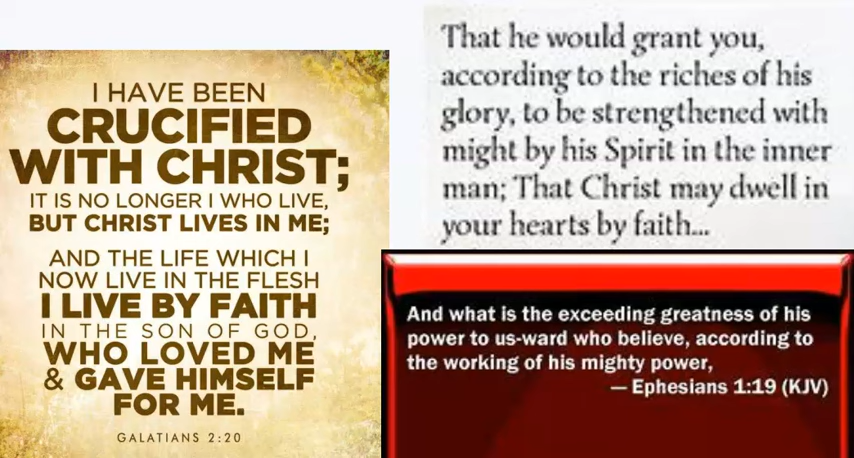 I HAVE BEEN
CRUCIFIED
WITH CHRIST;
IT IS NO LONGER I WHO LIVE,
BUT CHRIST LIVES IN ME;
AND THE LIFE WHICH I
NOW LIVE IN THE FLESH
I LIVE BY FAITH
IN THE SON OF GOD,
WHO LOVED ME
& GAVE HIMSELF
FOR ME.
GALATIANS 2:20
That he would grant you,
according to the riches of his
glory, to be strengthened with
might by his Spirit in the inner
man; That Christ may dwell in
your hearts by faith...
And what is the exceeding greatness of his
power to us-ward who believe, according to
the working of his mighty power,
— Ephesians 1:19 (KJV)